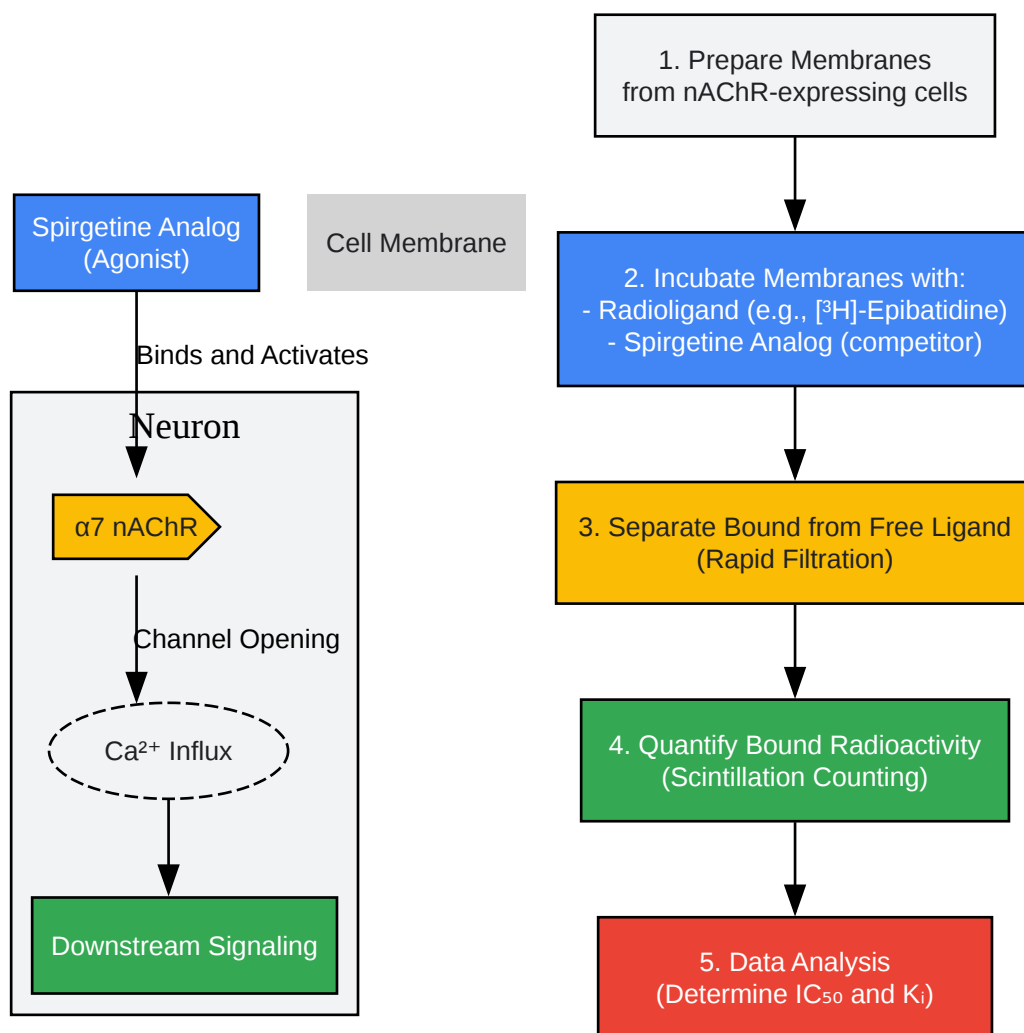 Spirgetine Analog
(Agonist)
Cell Membrane
Binds and Activates
Neuron
α7 nAChR
Channel Opening
Ca²⁺ Influx
Downstream Signaling
1. Prepare Membranes
from nAChR-expressing cells
2. Incubate Membranes with:
- Radioligand (e.g., [³H]-Epibatidine)
- Spirgetine Analog (competitor)
3. Separate Bound from Free Ligand
(Rapid Filtration)
4. Quantify Bound Radioactivity
(Scintillation Counting)
5. Data Analysis
(Determine IC₅₀ and Kᵢ)